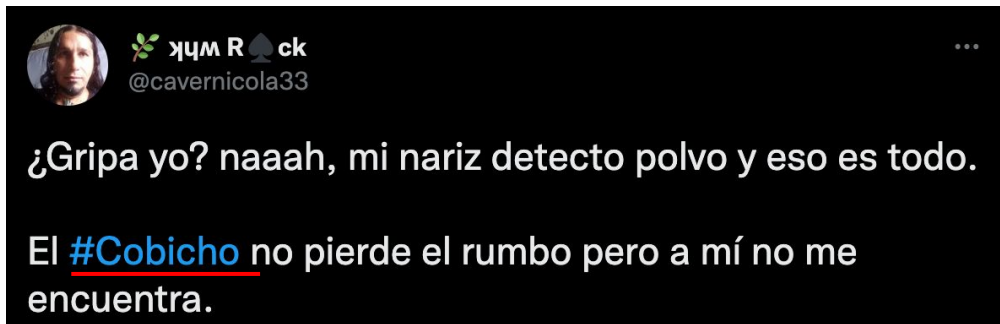 🌿 ʞyʍ R♠ck
@cavernicola33
¿Gripa yo? naaah, mi nariz detecto polvo y eso es todo.
El #Cobicho no pierde el rumbo pero a mí no me
encuentra.